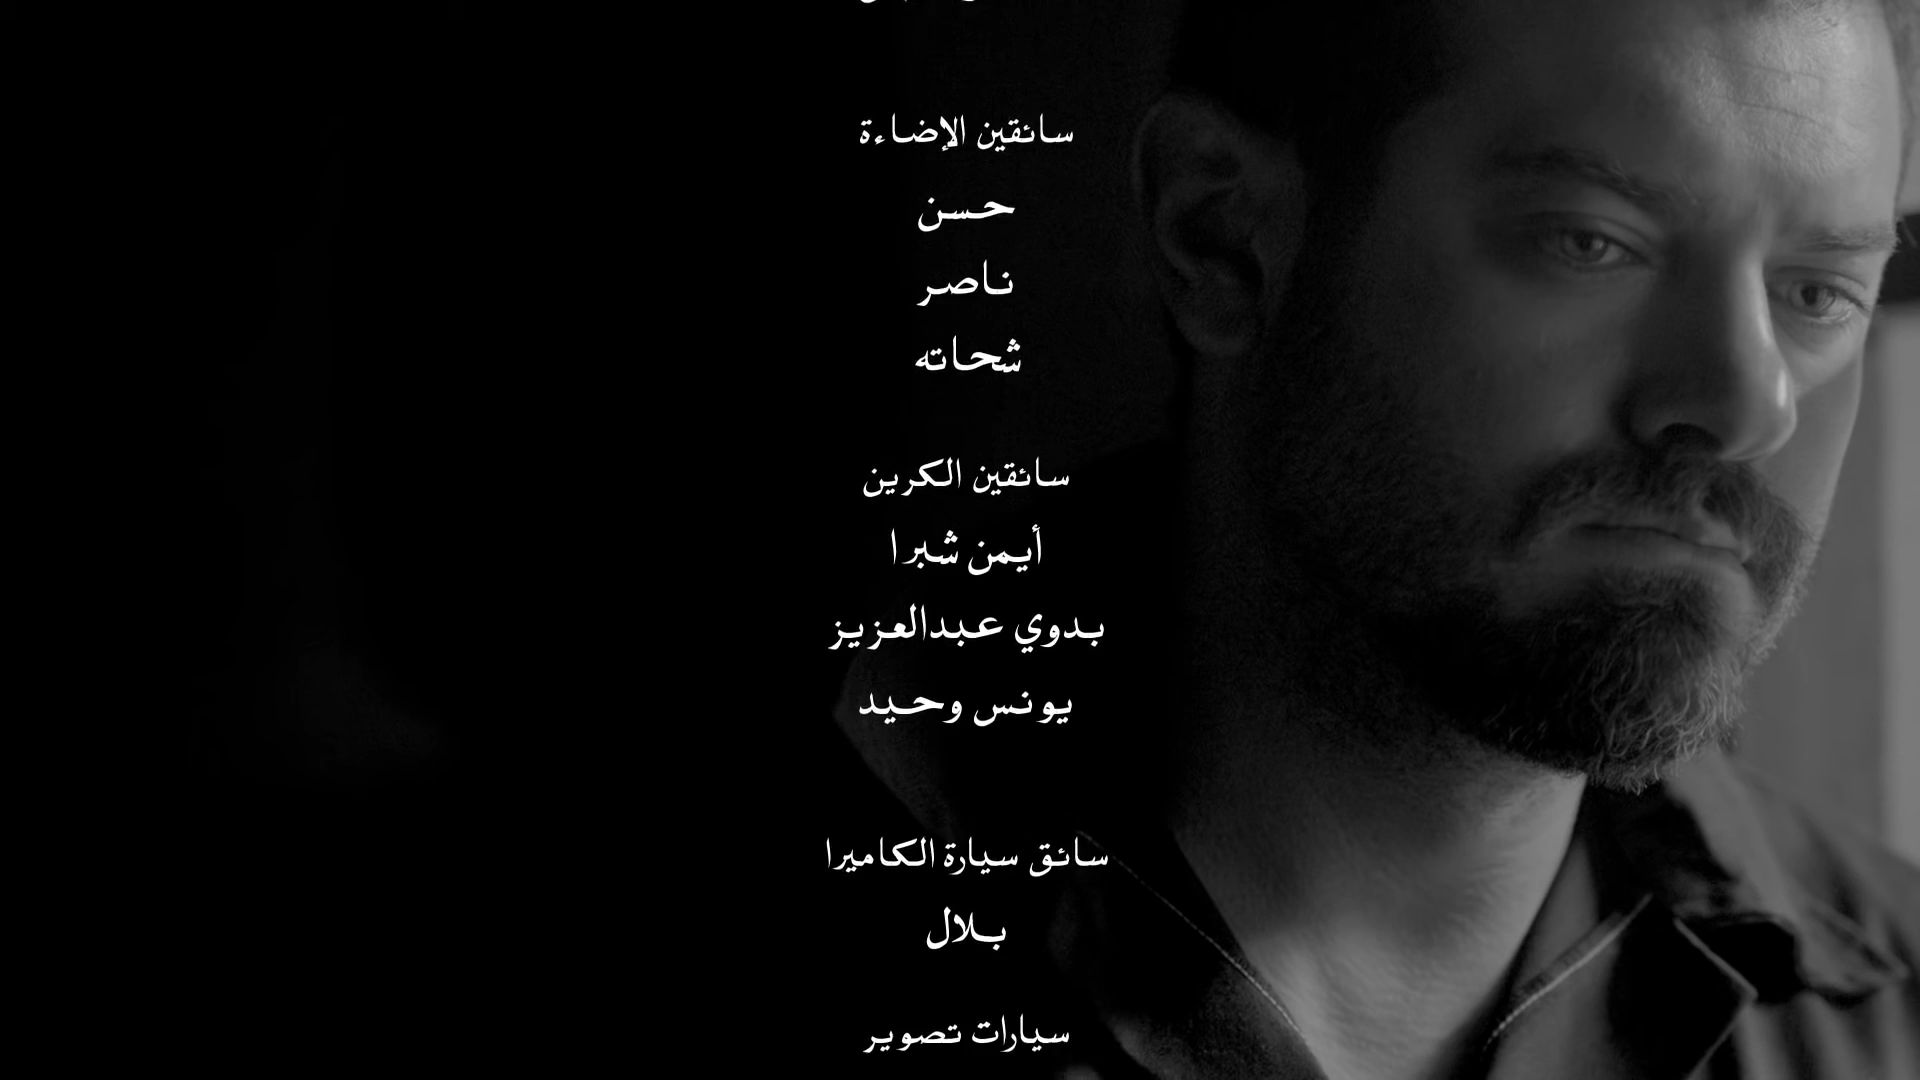 سائقين الإضاءة
حسن
ناصر
شحاته
سائقين الكرين
أيمن شبرا
بدوي عبدالعزيز
يونس وحيد
سائق سيارة الكاميرا
بلال
سيارات تصوير